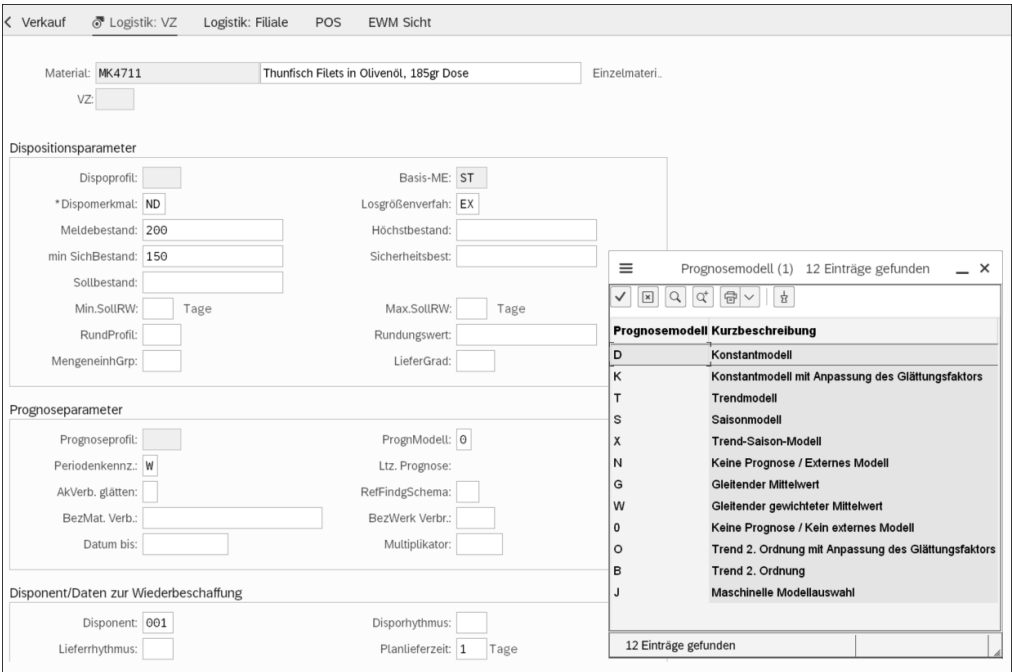 Verkauf Logistik: VZ Logistik: Filiale POS EWM Sicht
Material: MK4711 Thunfisch Filets in Olivenöl, 185gr Dose Einzelmateri..
VZ:
Dispositionsparameter
Dispoprofil: Basis-ME: ST
*Dispomerkmal: ND Losgrößenverfah: EX
Meldebestand: 200 Höchstbestand:
min SichBestand: 150 Sicherheitsbest:
Sollbestand:
Min.SollRW: Tage Max.SollRW: Tage
RundProfil: Rundungswert:
MengeneinhGrp: LieferGrad:
Prognoseparameter
Prognoseprofil: PrognModell: 0
Periodenkennz.: W Ltz. Prognose:
AkVerb. glätten: RefFindgSchema:
BezMat. Verb.: BezWerk Verbr.:
Datum bis: Multiplikator:
Disponent/Daten zur Wiederbeschaffung
Disponent: 001 Disporhythmus:
Lieferrhythmus: Planlieferzeit: 1 Tage
Prognosemodell (1) 12 Einträge gefunden
Prognosemodell Kurzbeschreibung
D Konstantmodell
K Konstantmodell mit Anpassung des Glättungsfaktors
T Trendmodell
S Saisonmodell
X Trend-Saison-Modell
N Keine Prognose / Externes Modell
G Gleitender Mittelwert
W Gleitender gewichteter Mittelwert
0 Keine Prognose / Kein externes Modell
O Trend 2. Ordnung mit Anpassung des Glättungsfaktors
B Trend 2. Ordnung
J Maschinelle Modellauswahl
12 Einträge gefunden